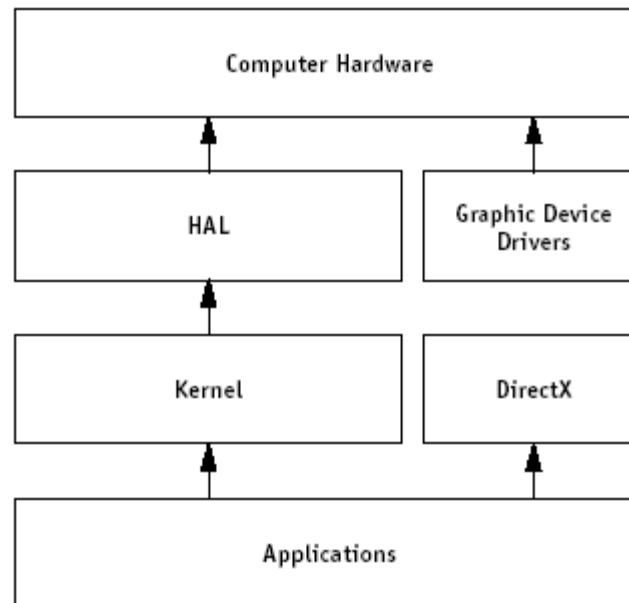 Computer Hardware
HAL
Graphic Device
Drivers
Kernel
DirectX
Applications